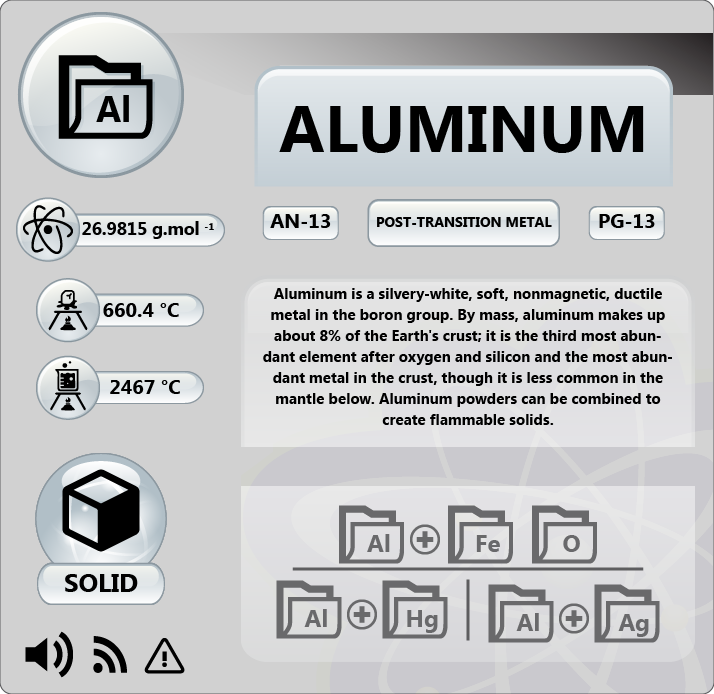 Al
ALUMINUM
26.9815 g.mol -1
AN-13
POST-TRANSITION METAL
PG-13
660.4 °C
2467 °C
Aluminum is a silvery-white, soft, nonmagnetic, ductile
metal in the boron group. By mass, aluminum makes up
about 8% of the Earth's crust; it is the third most abun-
dant element after oxygen and silicon and the most abun-
dant metal in the crust, though it is less common in the
mantle below. Aluminum powders can be combined to
create flammable solids.
SOLID
Al + Fe O
Al + Hg Al + Ag